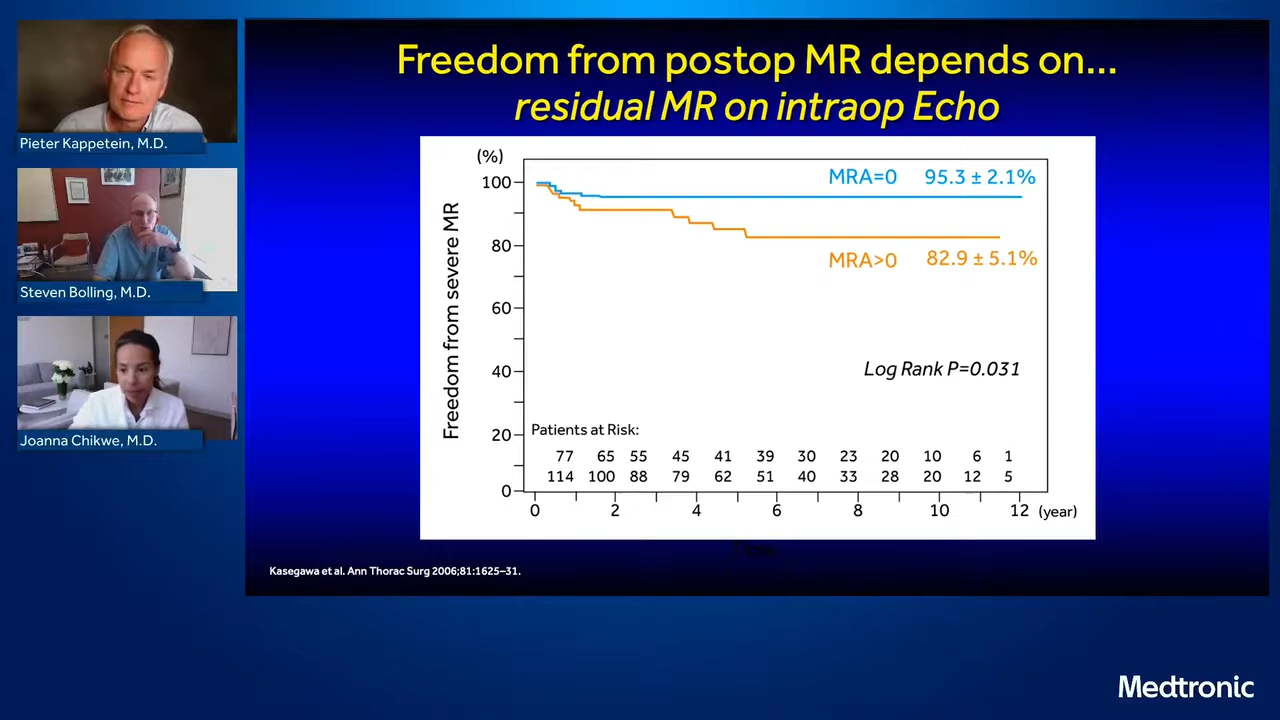 Freedom from postop MR depends on...
residual MR on intraop Echo
Pieter Kappetein, M.D.
Steven Bolling, M.D.
Joanna Chikwe, M.D.
(%)
Freedom from severe MR
100
80
60
40
20
0
MRA=0 95.3 ± 2.1%
MRA>0 82.9 ± 5.1%
Log Rank P=0.031
Patients at Risk:
77 65 55 45 41 39 30 23 20 10 6 1
114 100 88 79 62 51 40 33 28 20 12 5
0 2 4 6 8 10 12 (year)
Kasegawa et al. Ann Thorac Surg 2006;81:1625–31.
Medtronic